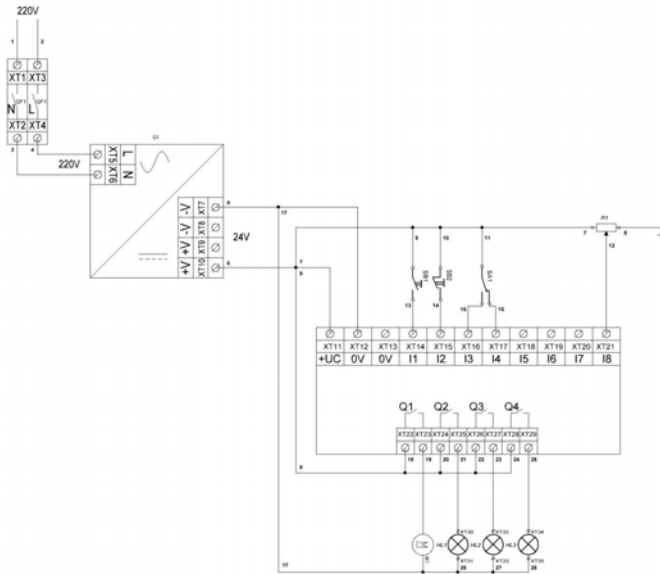 220V
1 2
XT1 XT3
QF1 QF1
N L
XT2 XT4
3 4
220V
G1
XT5 L
XT6 N
-V XT7
-V XT8
+V XT9
+V XT10
24V
5
6
17
7
6
9 10 11
7 R1 8
12
SB1 SB2 SA1
13 14 15 16
XT11 XT12 XT13 XT14 XT15 XT16 XT17 XT18 XT19 XT20 XT21
+UC 0V 0V I1 I2 I3 I4 I5 I6 I7 I8
Q1 Q2 Q3 Q4
XT22 XT23 XT24 XT25 XT26 XT27 XT28 XT29
18 19 20 21 22 23 24 25
XT30 XT32 XT34
HL1 HL2 HL3
XT31 XT33 XT35
17
26 27 28